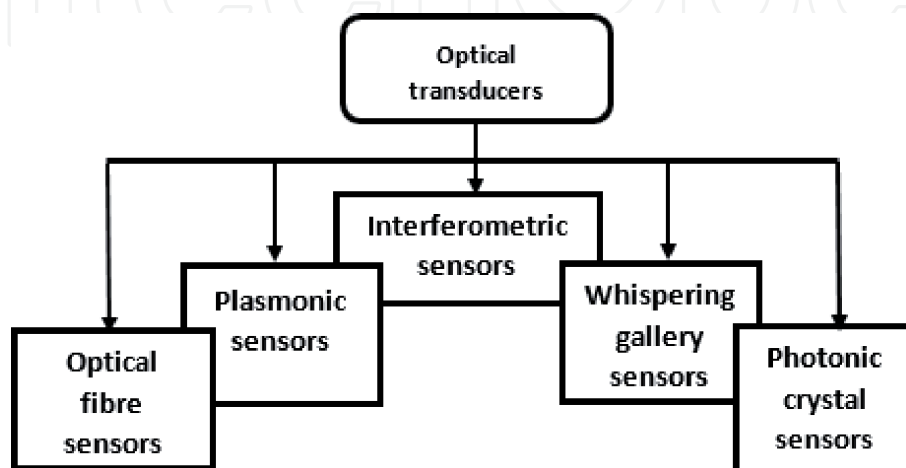 Optical
transducers
Interferometric
sensors
Plasmonic
sensors
Whispering
gallery
sensors
Optical
fibre
sensors
Photonic
crystal
sensors